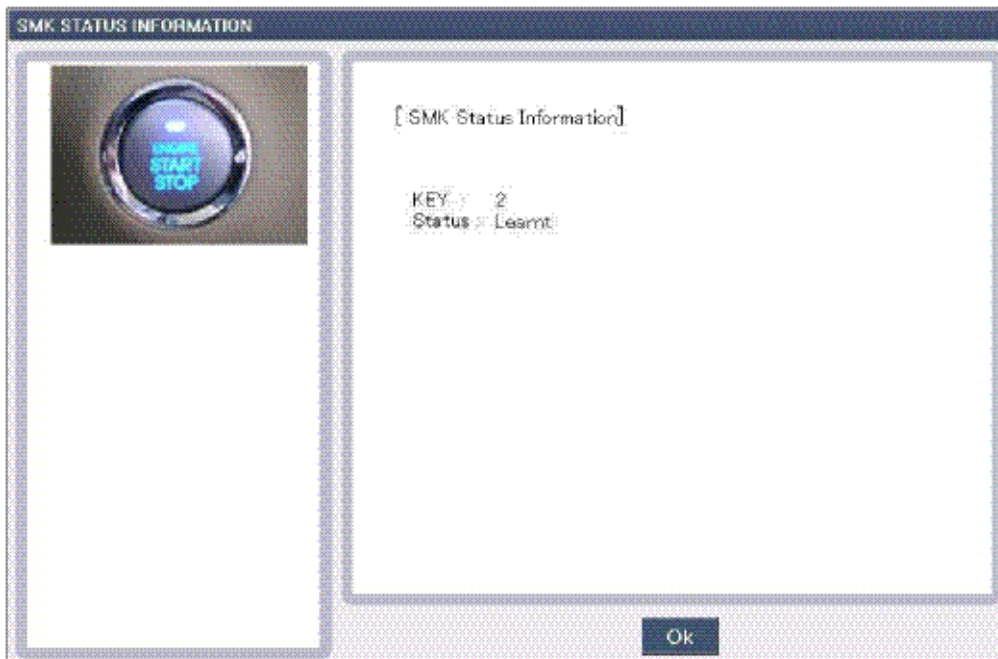 SMK STATUS INFORMATION
ENGINE
START
STOP
[ SMK Status Information]
KEY : 2
Status : Learnt
Ok